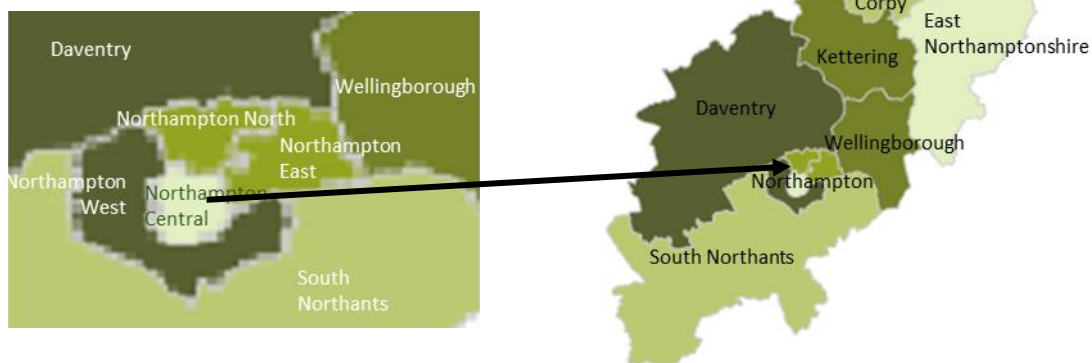 Daventry
Wellingborough
Northampton North
Northampton
East
Northampton
West
Northampton
Central
South
Northants
Corby
East
Northamptonshire
Kettering
Daventry
Wellingborough
Northampton
South Northants